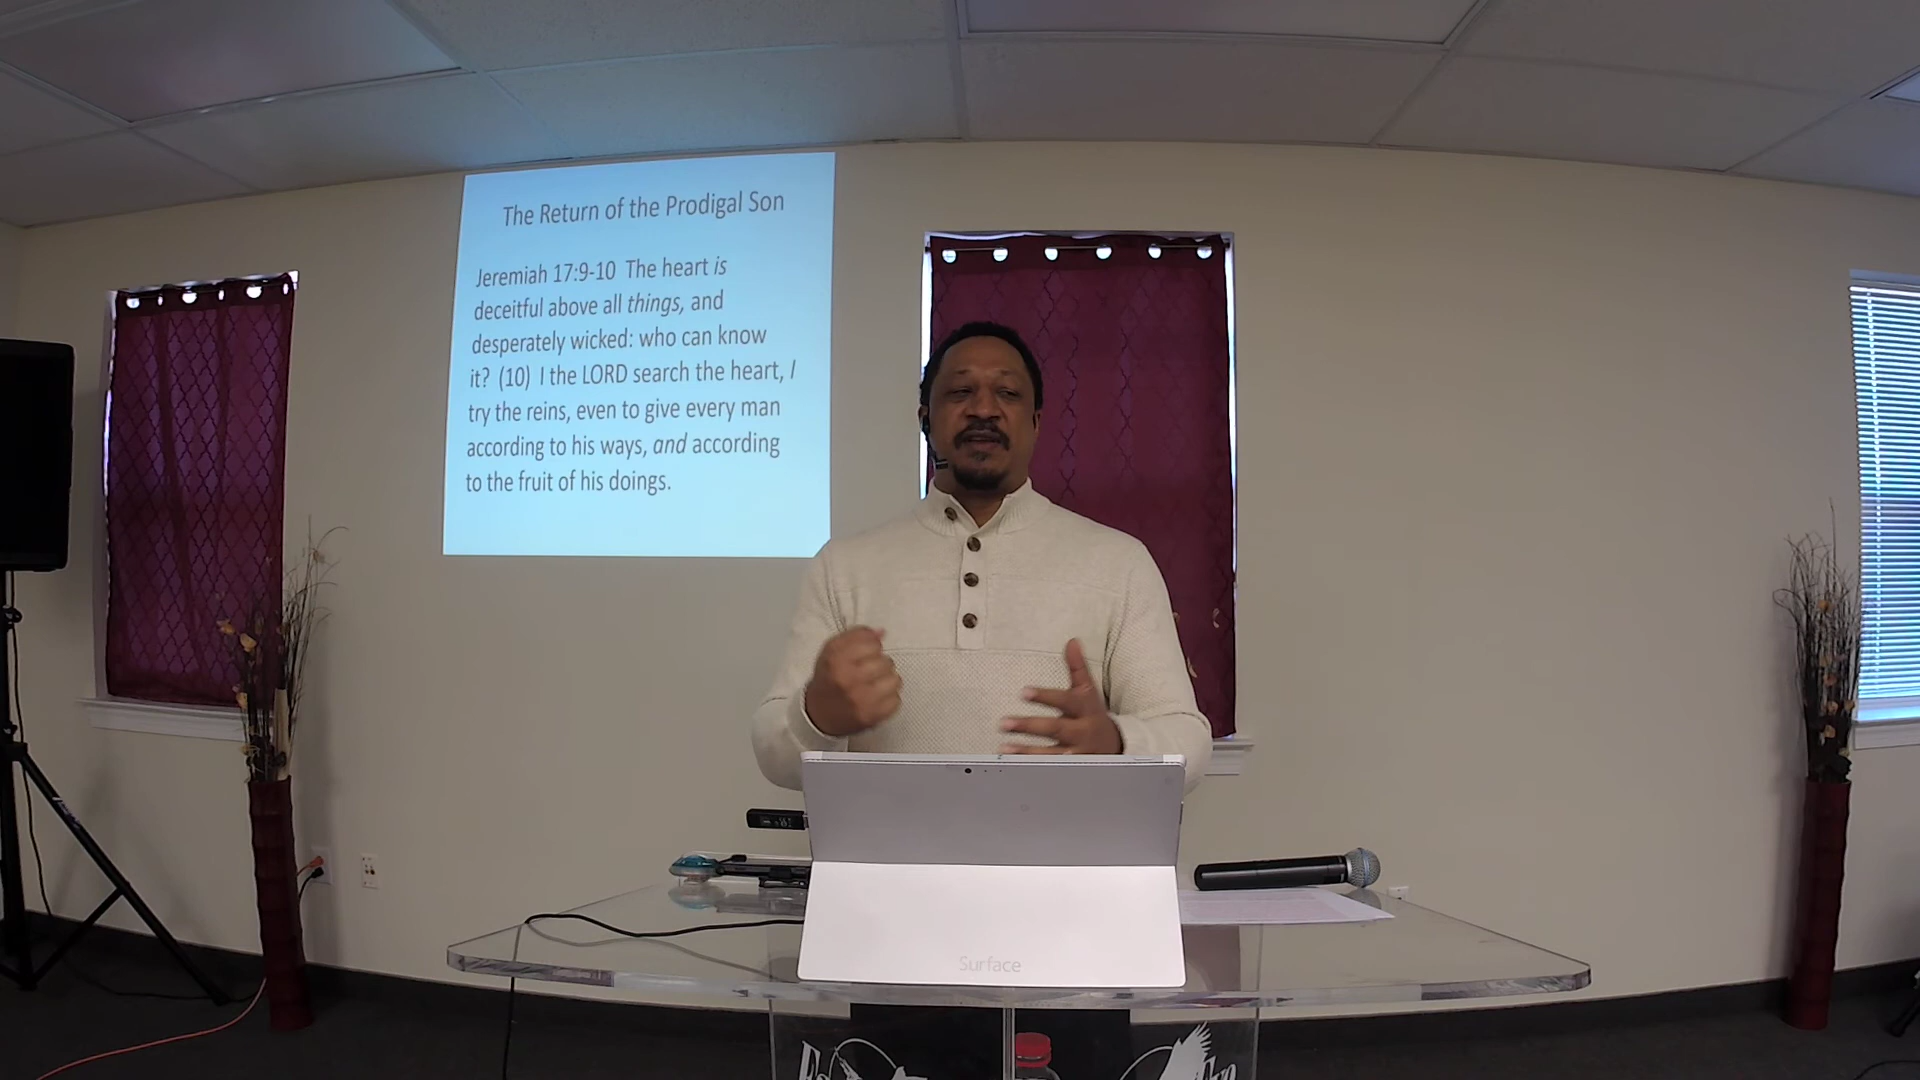 The Return of the Prodigal Son
Jeremiah 17:9-10 The heart is
deceitful above all things, and
desperately wicked: who can know
it? (10) I the LORD search the heart, I
try the reins, even to give every man
according to his ways, and according
to the fruit of his doings.
Surface